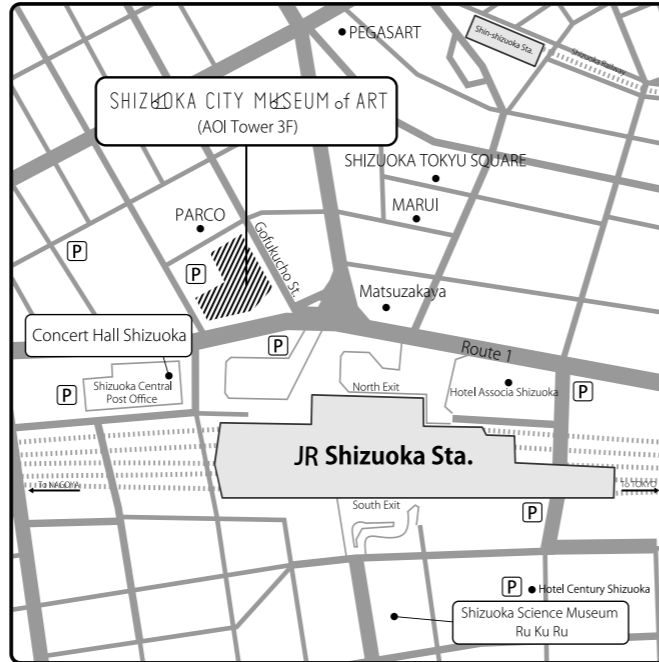 PEGASART
Shin-shizuoka Sta.
Shizuoka Railway
SHIZUOKA CITY MUSEUM of ART
(AOI Tower 3F)
SHIZUOKA TOKYU SQUARE
MARUI
PARCO
P
P
Gofukucho St.
Matsuzakaya
Route 1
Concert Hall Shizuoka
P
North Exit
Shizuoka Central
Post Office
P
Hotel Associa Shizuoka
P
JR Shizuoka Sta.
To NAGOYA
To TOKYO
South Exit
P
P
Hotel Century Shizuoka
Shizuoka Science Museum
Ru Ku Ru